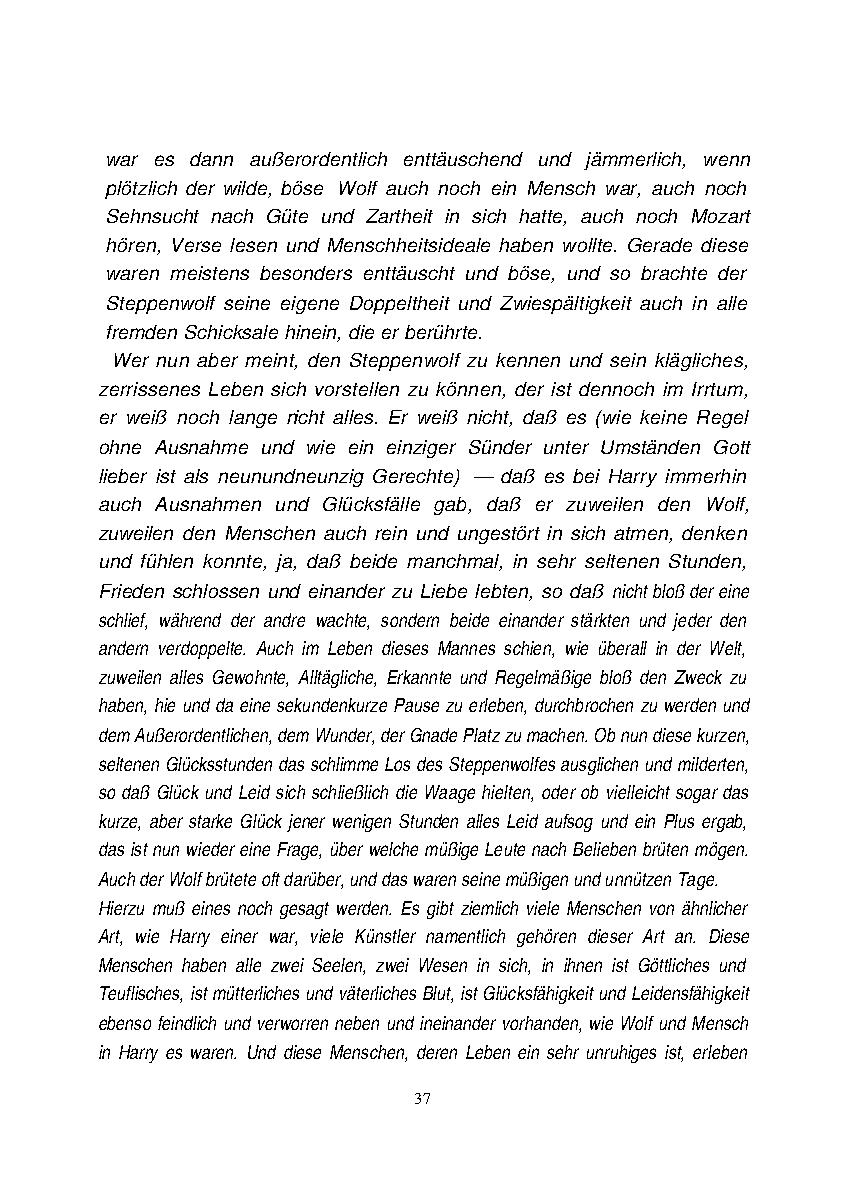 war es dann außerordentlich enttäuschend und jämmerlich, wenn
plötzlich der wilde, böse Wolf auch noch ein Mensch war, auch noch
Sehnsucht nach Güte und Zartheit in sich hatte, auch noch Mozart
hören, Verse lesen und Menschheitsideale haben wollte. Gerade diese
waren meistens besonders enttäuscht und böse, und so brachte der
Steppenwolf seine eigene Doppeltheit und Zwiespältigkeit auch in alle
fremden Schicksale hinein, die er berührte.
Wer nun aber meint, den Steppenwolf zu kennen und sein klägliches,
zerrissenes Leben sich vorstellen zu können, der ist dennoch im Irrtum,
er weiß noch lange nicht alles. Er weiß nicht, daß es (wie keine Regel
ohne Ausnahme und wie ein einziger Sünder unter Umständen Gott
lieber ist als neunundneunzig Gerechte) — daß es bei Harry immerhin
auch Ausnahmen und Glücksfälle gab, daß er zuweilen den Wolf,
zuweilen den Menschen auch rein und ungestört in sich atmen, denken
und fühlen konnte, ja, daß beide manchmal, in sehr seltenen Stunden,
Frieden schlossen und einander zu Liebe lebten, so daß nicht bloß der eine
schlief, während der andre wachte, sondern beide einander stärkten und jeder den
andern verdoppelte. Auch im Leben dieses Mannes schien, wie überall in der Welt,
zuweilen alles Gewohnte, Alltägliche, Erkannte und Regelmäßige bloß den Zweck zu
haben, hie und da eine sekundenkurze Pause zu erleben, durchbrochen zu werden und
dem Außerordentlichen, dem Wunder, der Gnade Platz zu machen. Ob nun diese kurzen,
seltenen Glücksstunden das schlimme Los des Steppenwolfes ausglichen und milderten,
so daß Glück und Leid sich schließlich die Waage hielten, oder ob vielleicht sogar das
kurze, aber starke Glück jener wenigen Stunden alles Leid aufsog und ein Plus ergab,
das ist nun wieder eine Frage, über welche müßige Leute nach Belieben brüten mögen.
Auch der Wolf brütete oft darüber, und das waren seine müßigen und unnützen Tage.
Hierzu muß eines noch gesagt werden. Es gibt ziemlich viele Menschen von ähnlicher
Art, wie Harry einer war, viele Künstler namentlich gehören dieser Art an. Diese
Menschen haben alle zwei Seelen, zwei Wesen in sich, in ihnen ist Göttliches und
Teuflisches, ist mütterliches und väterliches Blut, ist Glücksfähigkeit und Leidensfähigkeit
ebenso feindlich und verworren neben und ineinander vorhanden, wie Wolf und Mensch
in Harry es waren. Und diese Menschen, deren Leben ein sehr unruhiges ist, erleben
37